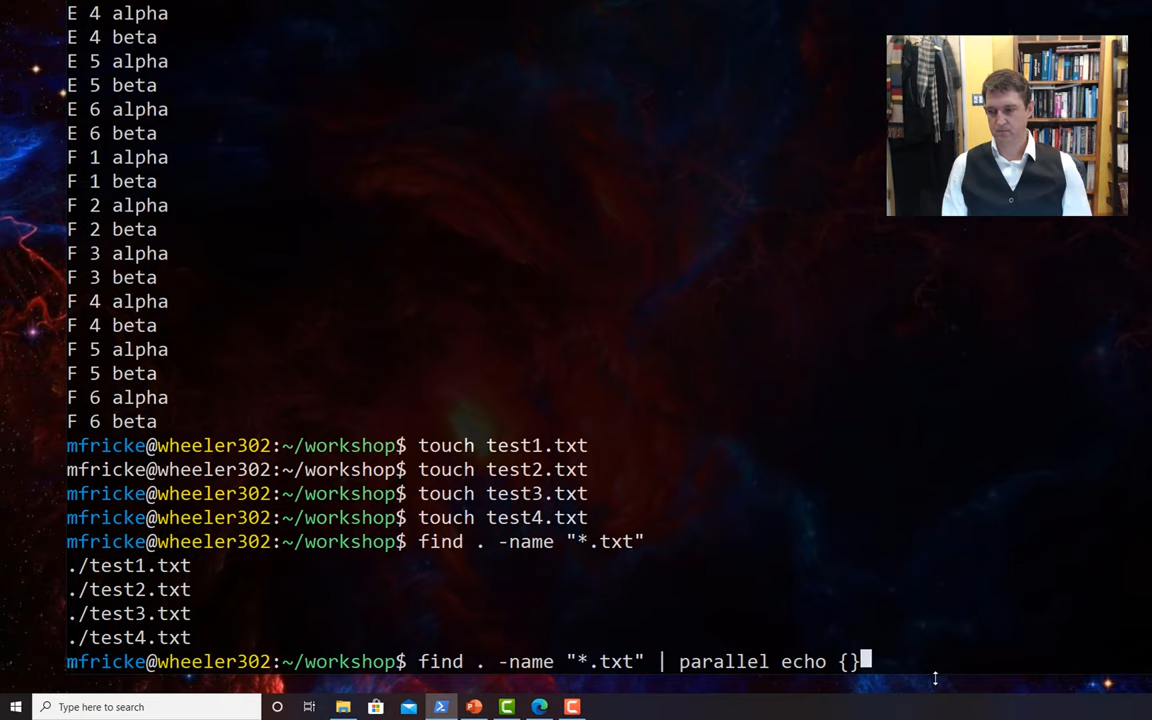 E 4 alpha
E 4 beta
E 5 alpha
E 5 beta
E 6 alpha
E 6 beta
F 1 alpha
F 1 beta
F 2 alpha
F 2 beta
F 3 alpha
F 3 beta
F 4 alpha
F 4 beta
F 5 alpha
F 5 beta
F 6 alpha
F 6 beta
mfricke@wheeler302:~/workshop$ touch test1.txt
mfricke@wheeler302:~/workshop$ touch test2.txt
mfricke@wheeler302:~/workshop$ touch test3.txt
mfricke@wheeler302:~/workshop$ touch test4.txt
mfricke@wheeler302:~/workshop$ find . -name "*.txt"
./test1.txt
./test2.txt
./test3.txt
./test4.txt
mfricke@wheeler302:~/workshop$ find . -name "*.txt" | parallel echo {}
Type here to search